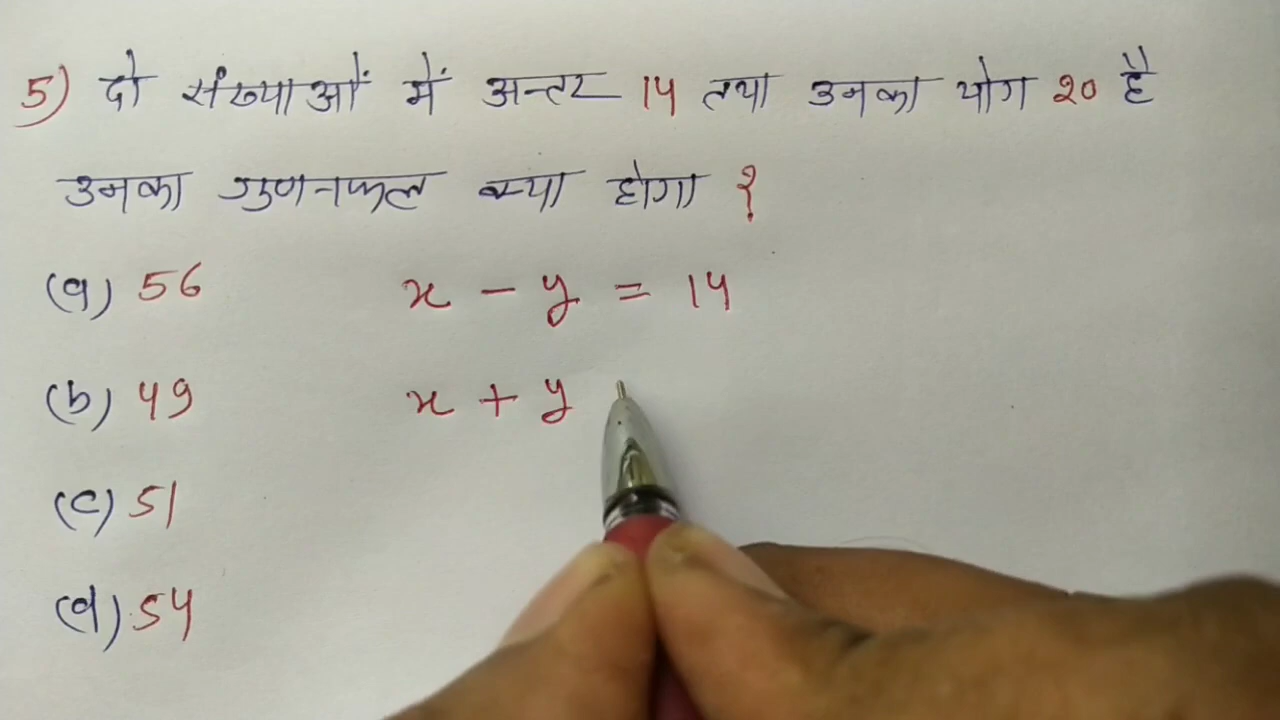 5) दो संख्याओं में अन्तर 14 तथा उनका योग 20 है
उनका गुणनफल क्या होगा ?
(a) 56
x - y = 14
(b) 49
x + y
(c) 51
(d) 54